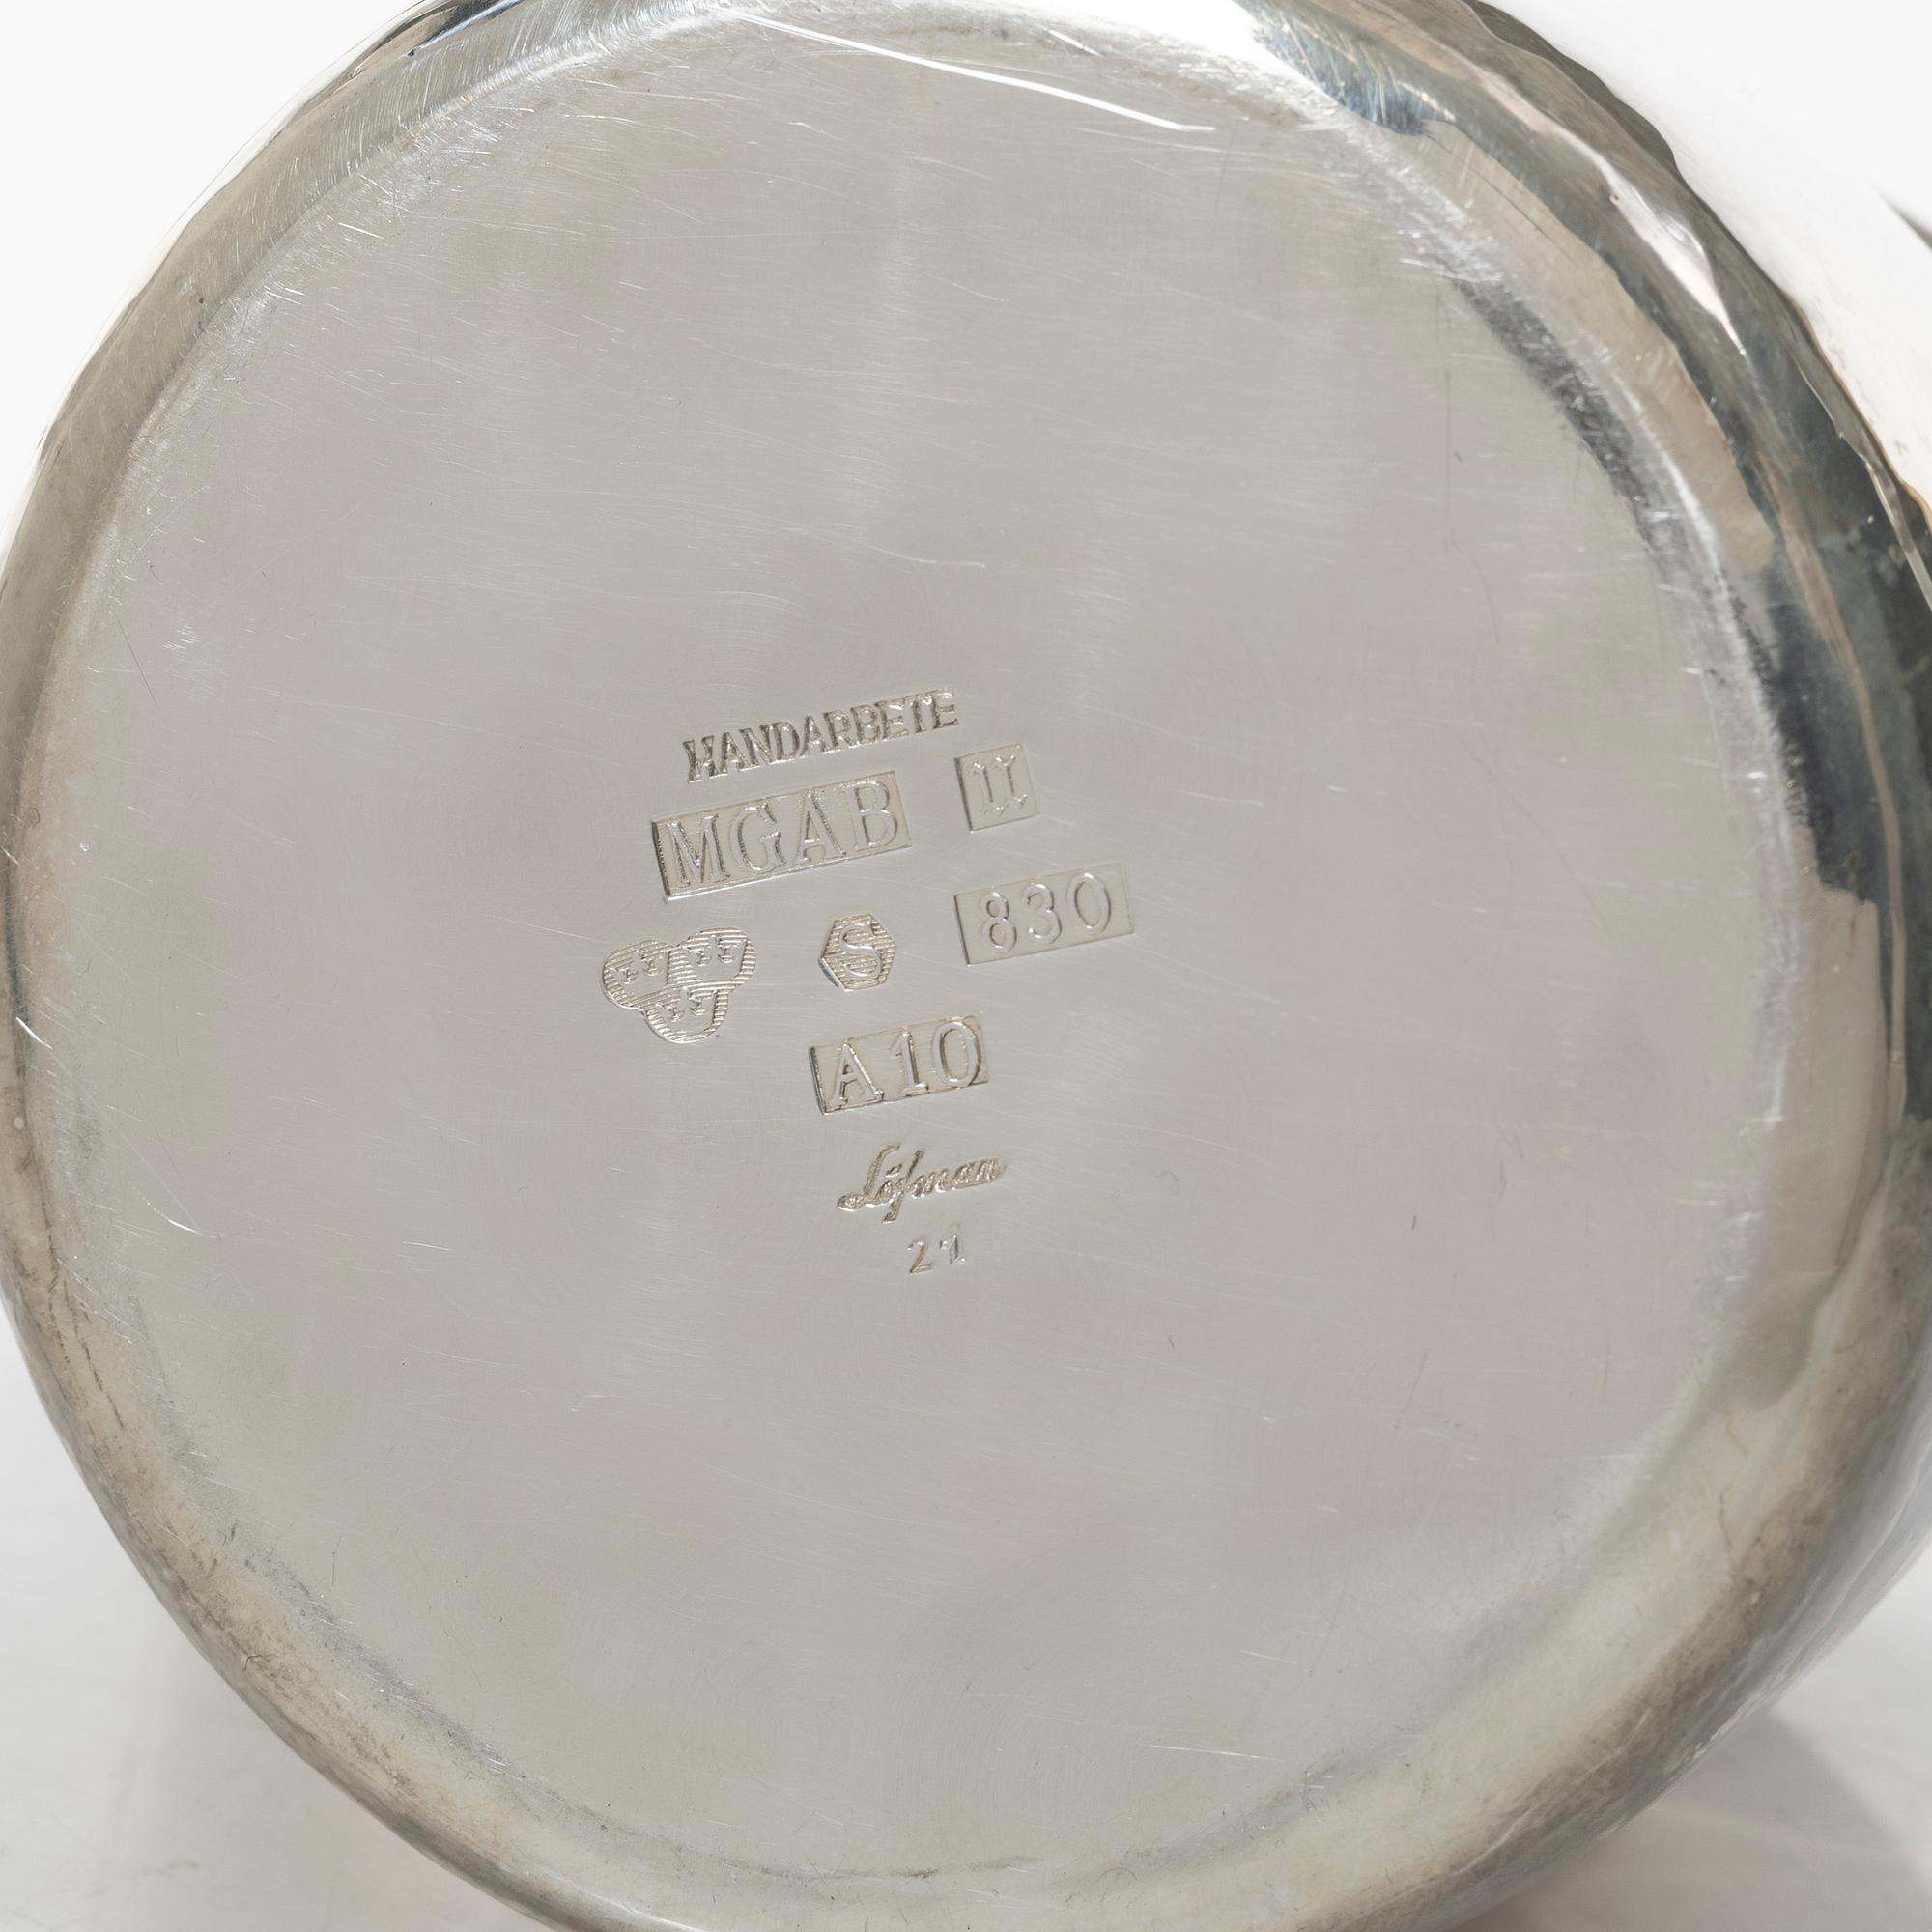 HANDARBETE
MGAB
S 830
A10
Löfman
21